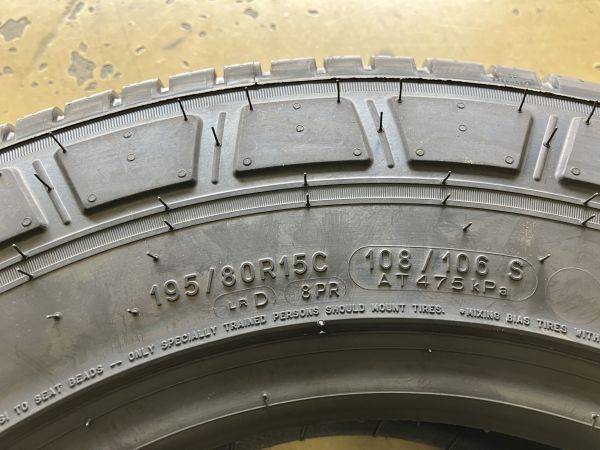 195/80R15C 108/106 S
LR D 8PR AT 475 kPa
SI TO SEAT BEADS -- ONLY SPECIALLY TRAINED PERSONS SHOULD MOUNT TIRES. *MIXING BIAS TIRES WITH